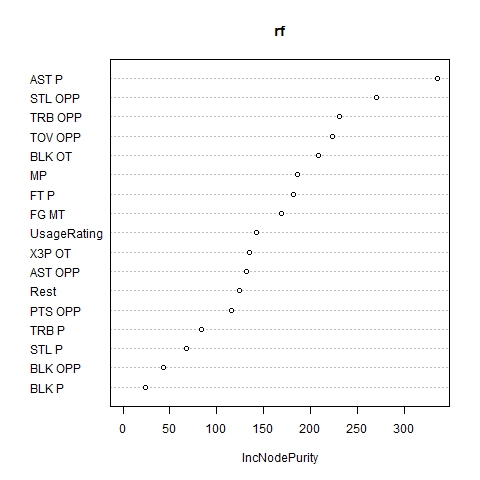 rf
AST P
STL OPP
TRB OPP
TOV OPP
BLK OT
MP
FT P
FG MT
UsageRating
X3P OT
AST OPP
Rest
PTS OPP
TRB P
STL P
BLK OPP
BLK P
0 50 100 150 200 250 300
IncNodePurity